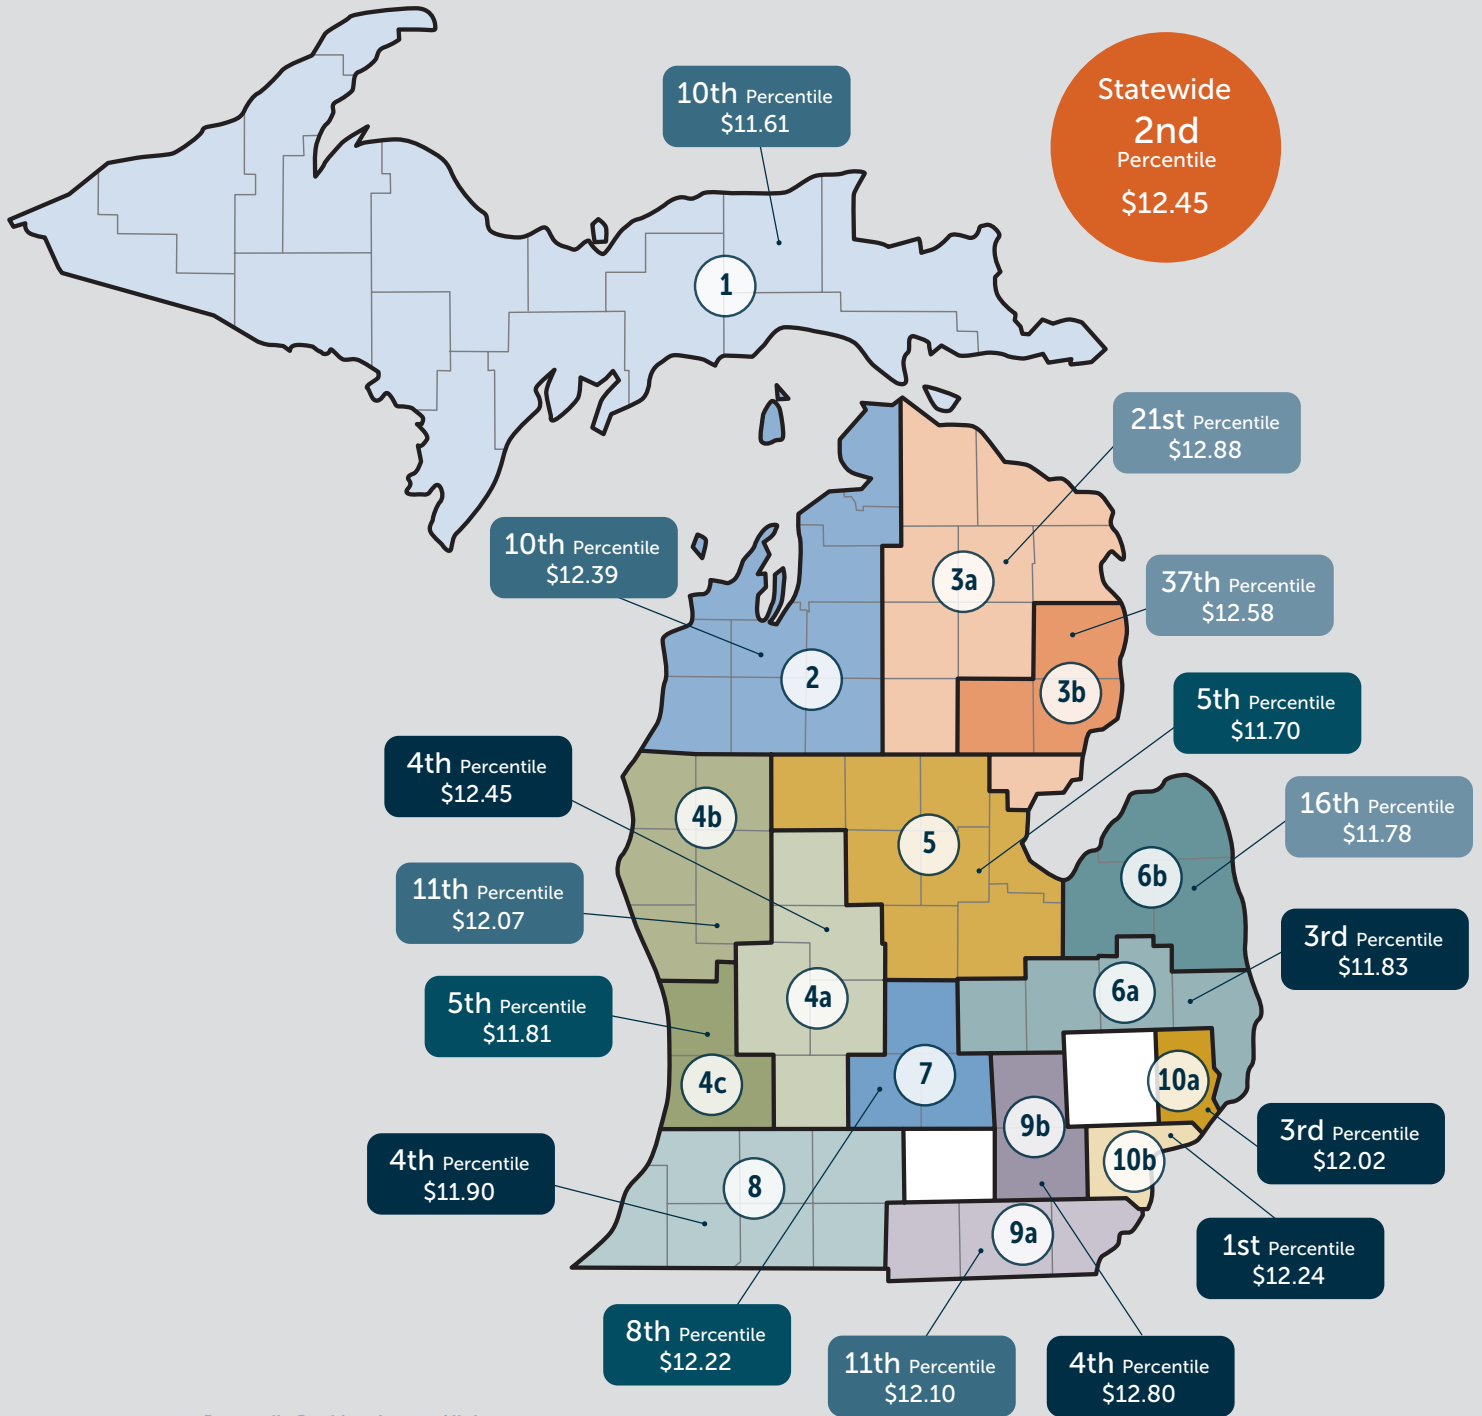 Statewide
2nd
Percentile
$12.45
10th Percentile
$11.61
1
21st Percentile
$12.88
10th Percentile
$12.39
3a
37th Percentile
$12.58
2
3b
5th Percentile
$11.70
4th Percentile
$12.45
4b
5
16th Percentile
$11.78
6b
11th Percentile
$12.07
3rd Percentile
$11.83
4a
6a
5th Percentile
$11.81
4c
7
10a
9b
10b
3rd Percentile
$12.02
4th Percentile
$11.90
8
9a
1st Percentile
$12.24
8th Percentile
$12.22
11th Percentile
$12.10
4th Percentile
$12.80